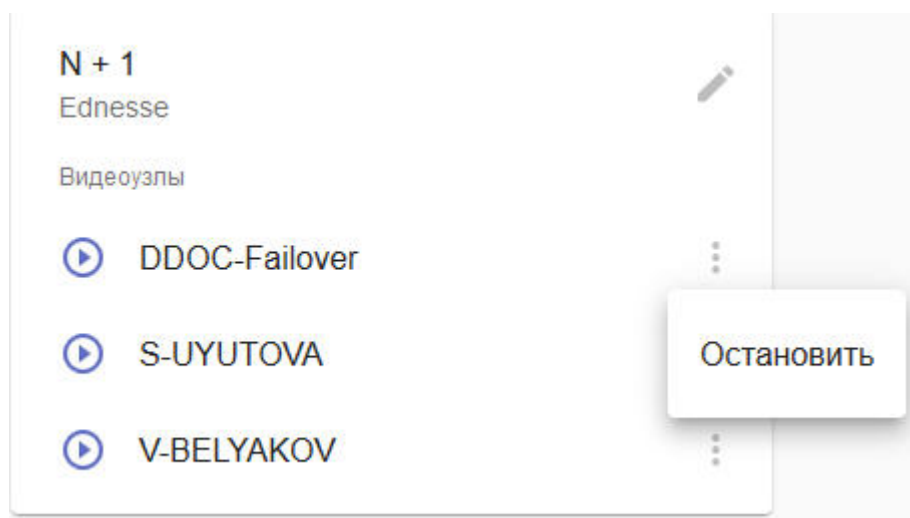 N + 1
Ednesse
Видеоузлы
DDOC-Failover
S-UYUTOVA
Остановить
V-BELYAKOV